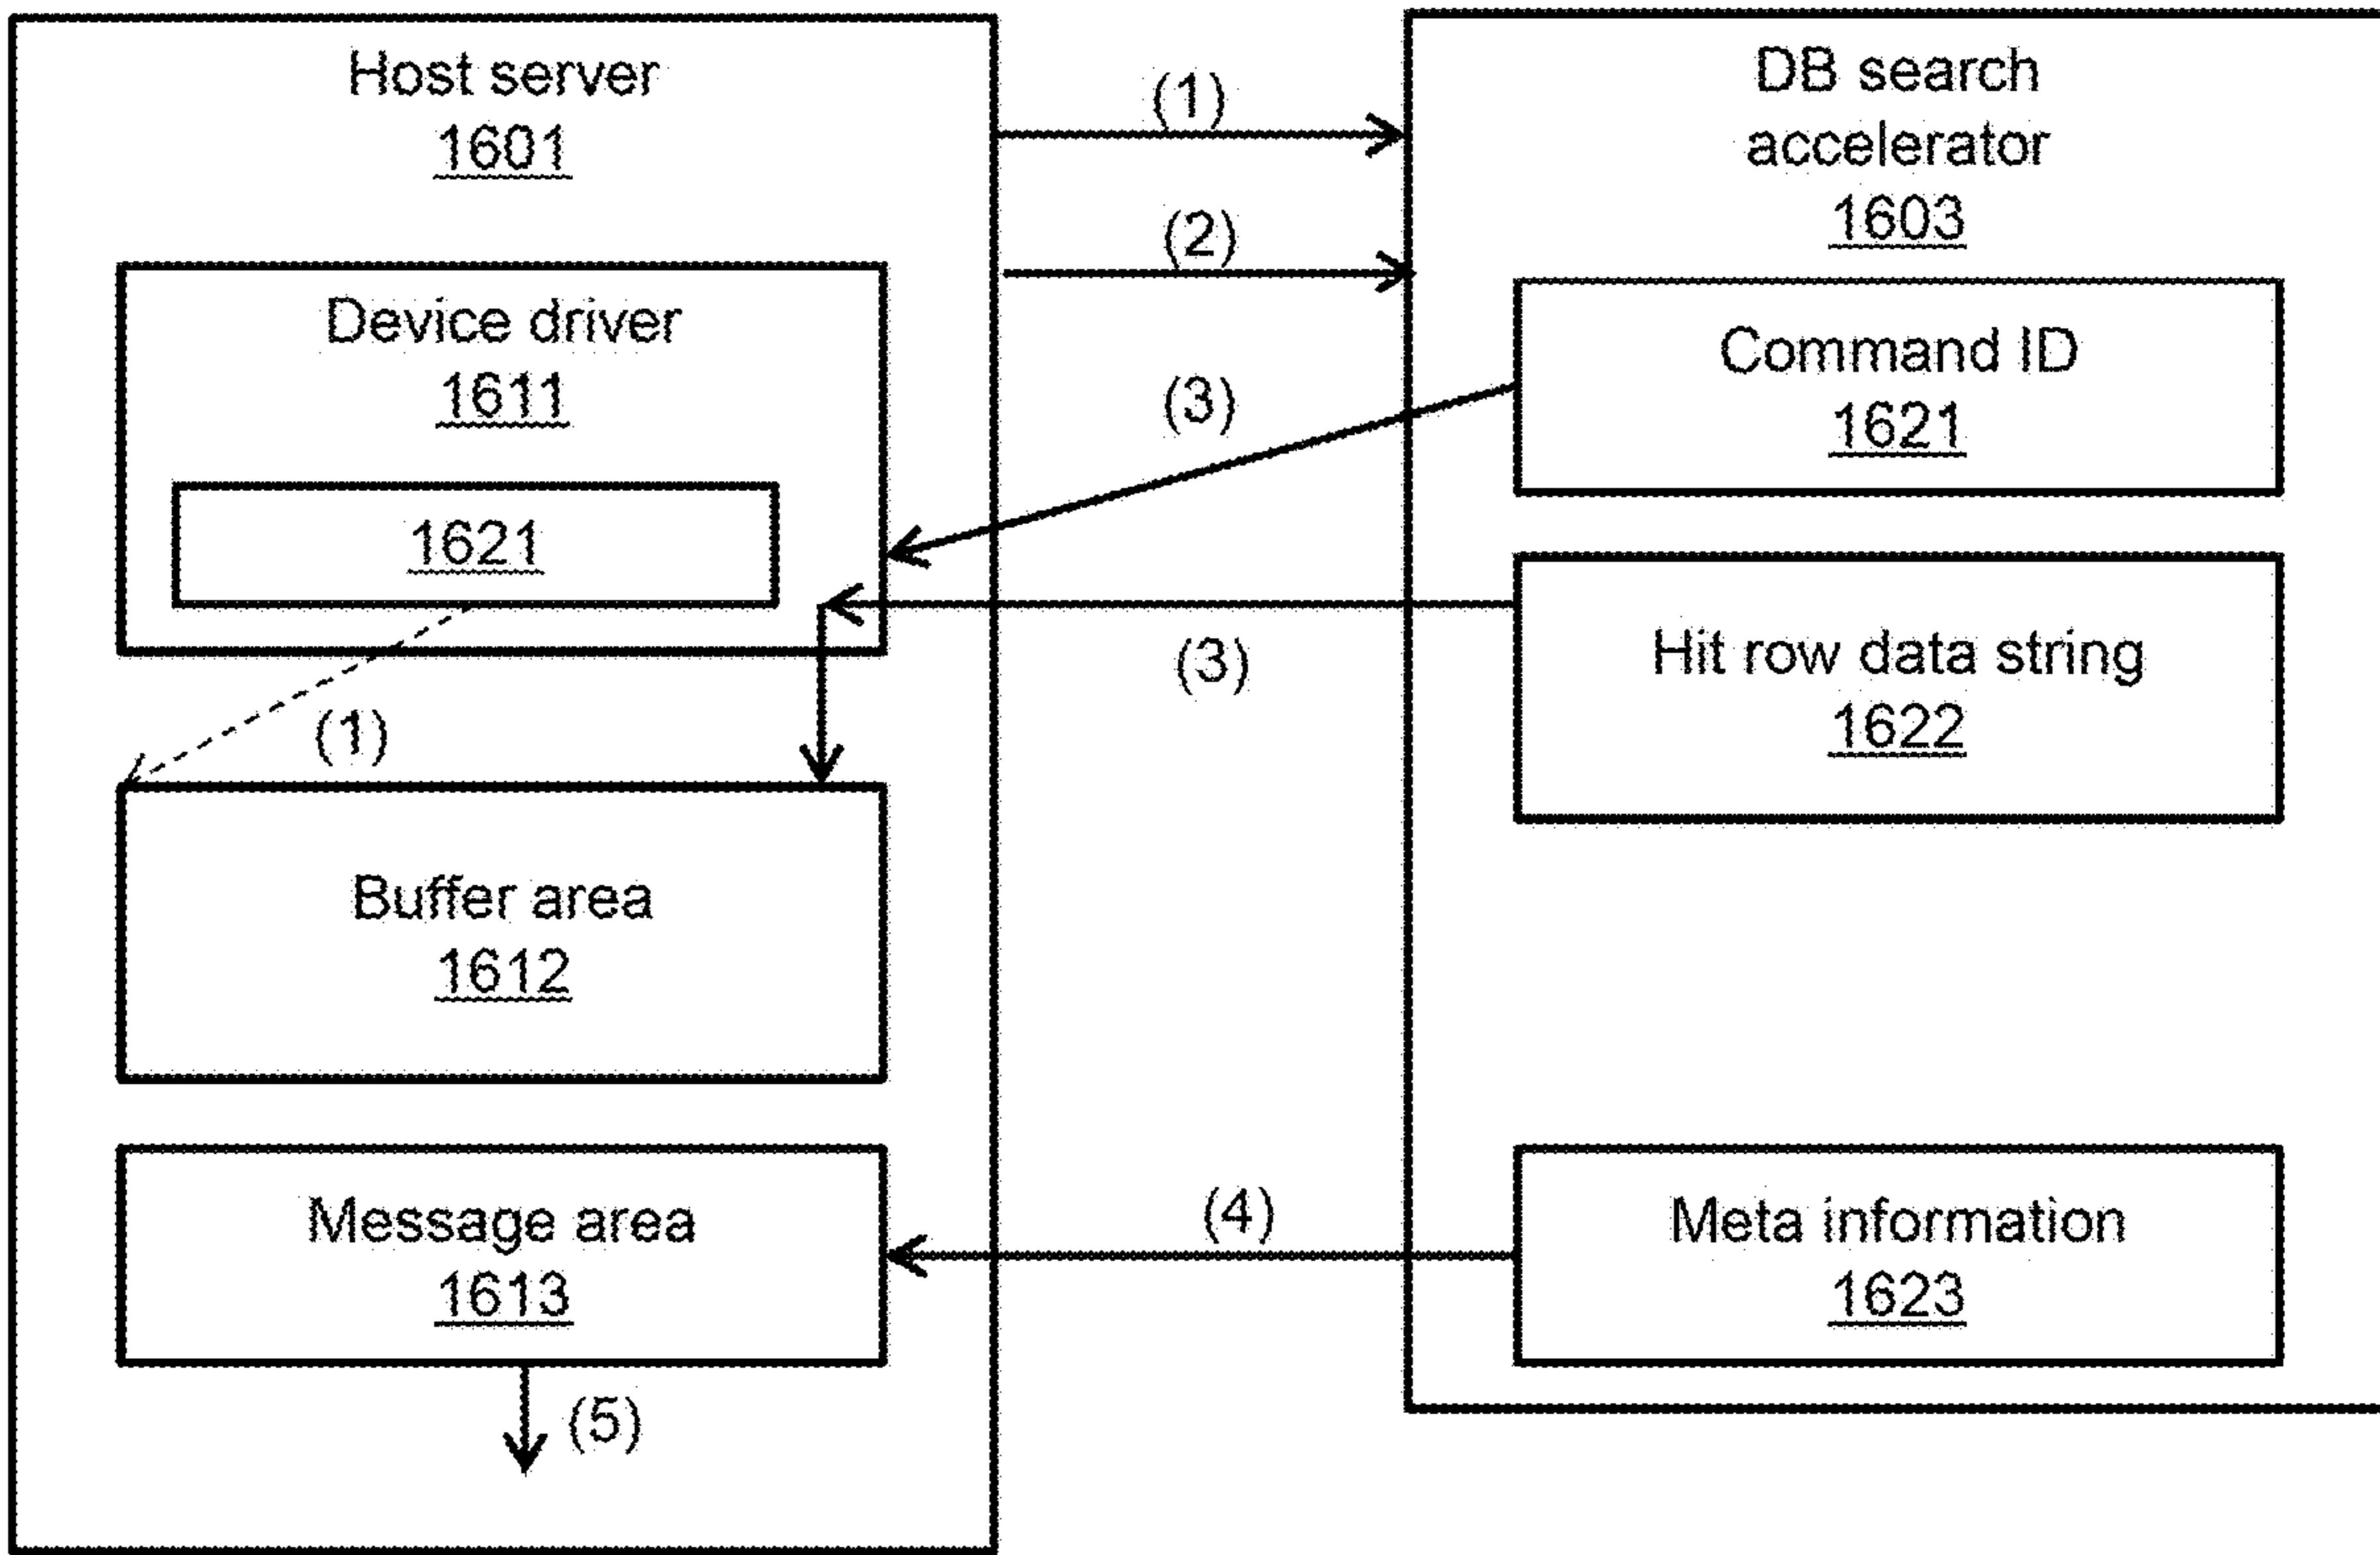 Host server
1601
Device driver
1611
1621
(1)
Buffer area
1612
Message area
1613
(5)
(1)
(2)
(3)
(3)
(4)
DB search
accelerator
1603
Command ID
1621
Hit row data string
1622
Meta information
1623